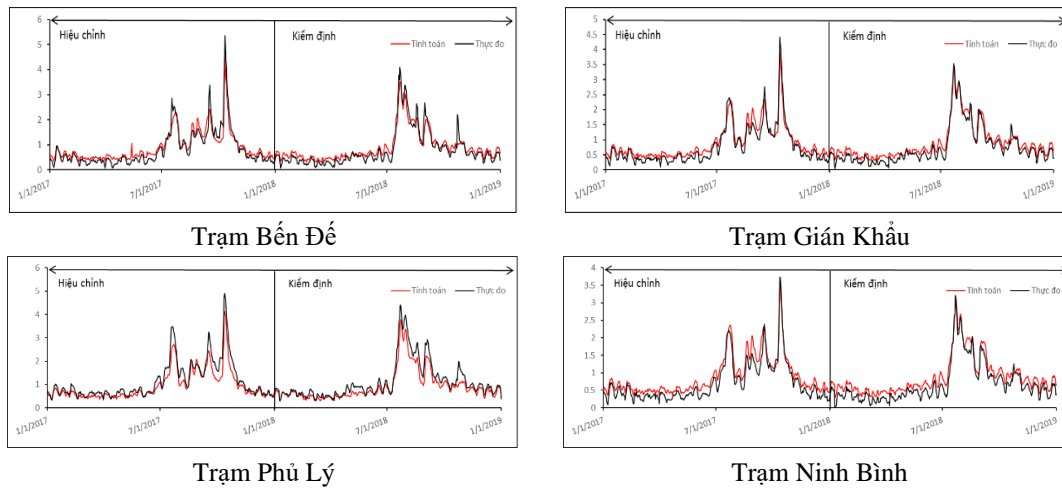 6
5
4
3
2
1
0
Hiệu chỉnh
Kiểm định
Tính toán
Thực đo
1/1/2017
7/1/2017
1/1/2018
7/1/2018
1/1/2019
Trạm Bến Đế
5
4.5
4
3.5
3
2.5
2
1.5
1
0.5
0
Hiệu chỉnh
Kiểm định
Tính toán
Thực đo
1/1/2017
7/1/2017
1/1/2018
7/1/2018
1/1/2019
Trạm Gián Khẩu
6
5
4
3
2
1
0
Hiệu chỉnh
Kiểm định
Tính toán
Thực đo
1/1/2017
7/1/2017
1/1/2018
7/1/2018
1/1/2019
Trạm Phủ Lý
4
3.5
3
2.5
2
1.5
1
0.5
0
Hiệu chỉnh
Kiểm định
Tính toán
Thực đo
1/1/2017
7/1/2017
1/1/2018
7/1/2018
1/1/2019
Trạm Ninh Bình